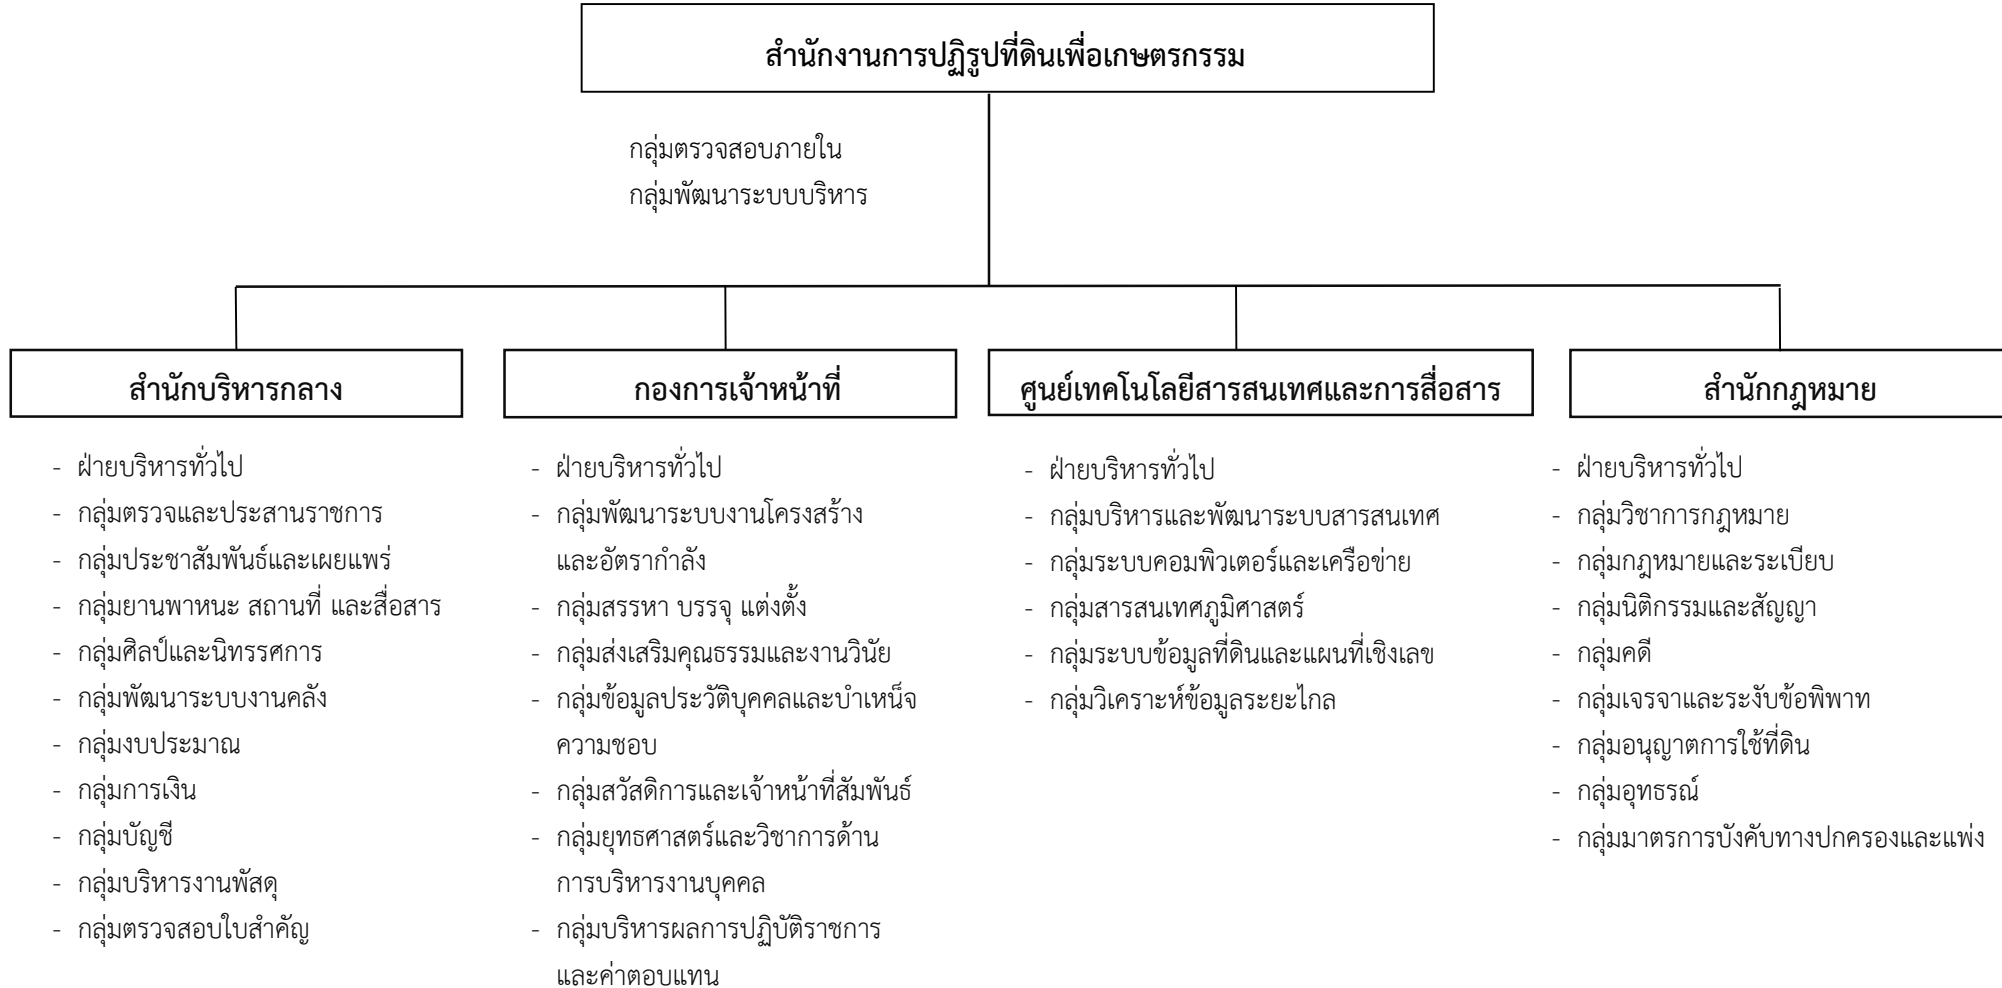 สำนักงานการปฏิรูปที่ดินเพื่อเกษตรกรรม
กลุ่มตรวจสอบภายใน
กลุ่มพัฒนาระบบบริหาร
สำนักบริหารกลาง
- ฝ่ายบริหารทั่วไป
- กลุ่มตรวจและประสานราชการ
- กลุ่มประชาสัมพันธ์และเผยแพร่
- กลุ่มยานพาหนะ สถานที่ และสื่อสาร
- กลุ่มศิลป์และนิทรรศการ
- กลุ่มพัฒนาระบบงานคลัง
- กลุ่มงบประมาณ
- กลุ่มการเงิน
- กลุ่มบัญชี
- กลุ่มบริหารงานพัสดุ
- กลุ่มตรวจสอบใบสำคัญ
กองการเจ้าหน้าที่
- ฝ่ายบริหารทั่วไป
- กลุ่มพัฒนาระบบงานโครงสร้าง
และอัตรากำลัง
- กลุ่มสรรหา บรรจุ แต่งตั้ง
- กลุ่มส่งเสริมคุณธรรมและงานวินัย
- กลุ่มข้อมูลประวัติบุคคลและบำเหน็จ
ความชอบ
- กลุ่มสวัสดิการและเจ้าหน้าที่สัมพันธ์
- กลุ่มยุทธศาสตร์และวิชาการด้าน
การบริหารงานบุคคล
- กลุ่มบริหารผลการปฏิบัติราชการ
และค่าตอบแทน
ศูนย์เทคโนโลยีสารสนเทศและการสื่อสาร
- ฝ่ายบริหารทั่วไป
- กลุ่มบริหารและพัฒนาระบบสารสนเทศ
- กลุ่มระบบคอมพิวเตอร์และเครือข่าย
- กลุ่มสารสนเทศภูมิศาสตร์
- กลุ่มระบบข้อมูลที่ดินและแผนที่เชิงเลข
- กลุ่มวิเคราะห์ข้อมูลระยะไกล
สำนักกฎหมาย
- ฝ่ายบริหารทั่วไป
- กลุ่มวิชาการกฎหมาย
- กลุ่มกฎหมายและระเบียบ
- กลุ่มนิติกรรมและสัญญา
- กลุ่มคดี
- กลุ่มเจรจาและระงับข้อพิพาท
- กลุ่มอนุญาตการใช้ที่ดิน
- กลุ่มอุทธรณ์
- กลุ่มมาตรการบังคับทางปกครองและแพ่ง